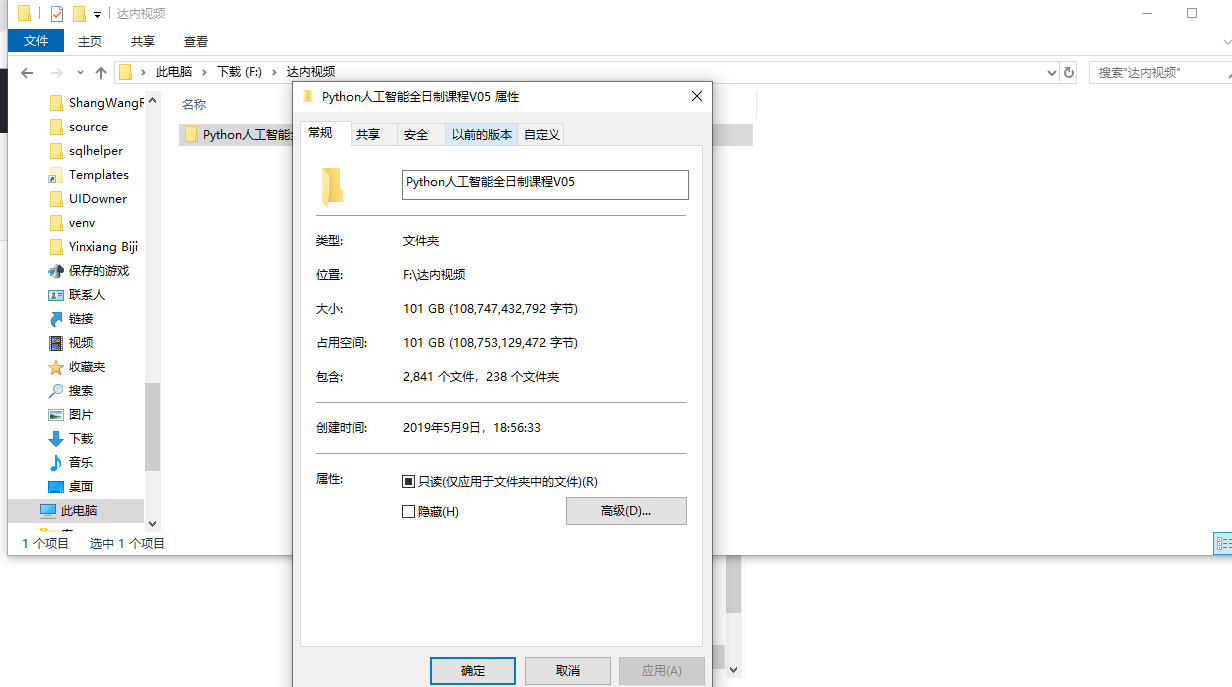 达内视频
文件 主页 共享 查看
此电脑 下载 (F:) 达内视频
搜索"达内视频"
ShangWangR
source
sqlhelper
Templates
UIDowner
venv
Yinxiang Biji
保存的游戏
联系人
链接
视频
收藏夹
搜索
图片
下载
音乐
桌面
此电脑
1 个项目 选中 1 个项目
名称
Python人工智能
Python人工智能全日制课程V05 属性
常规 共享 安全 以前的版本 自定义
Python人工智能全日制课程V05
类型: 文件夹
位置: F:\达内视频
大小: 101 GB (108,747,432,792 字节)
占用空间: 101 GB (108,753,129,472 字节)
包含: 2,841 个文件，238 个文件夹
创建时间: 2019年5月9日，18:56:33
属性: 只读(仅应用于文件夹中的文件)(R)
隐藏(H) 高级(D)...
确定 取消 应用(A)